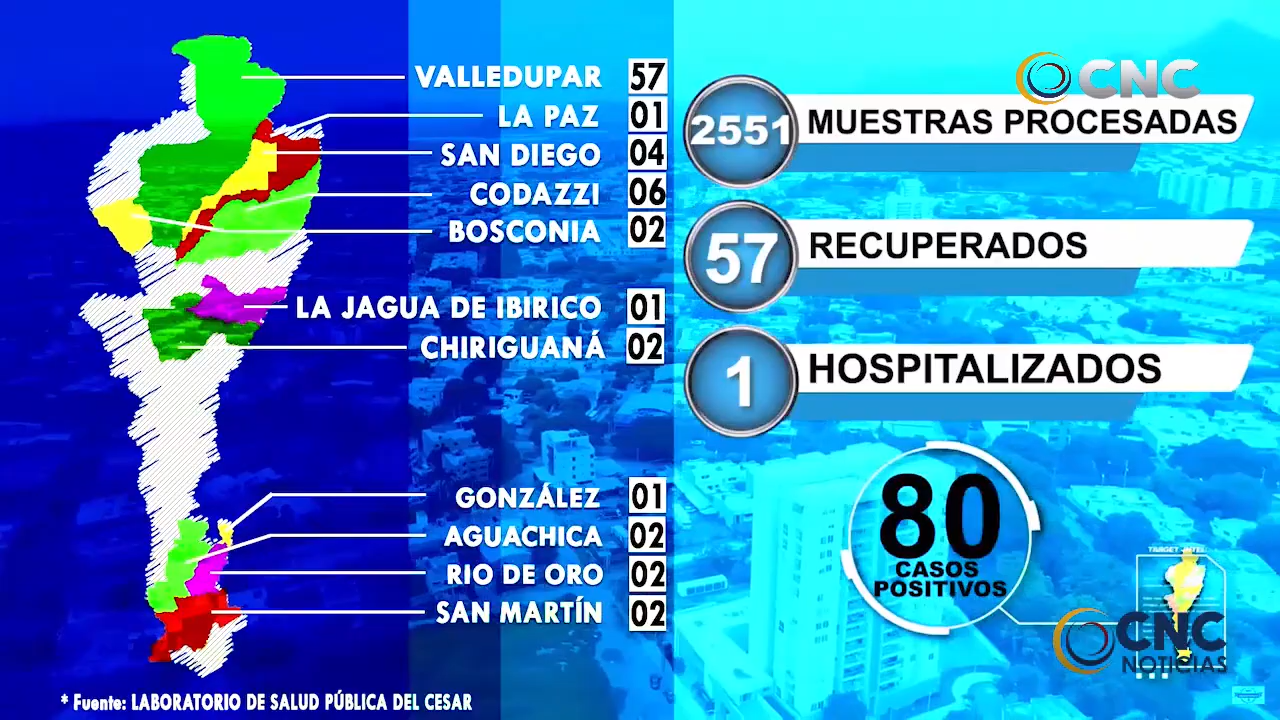 VALLEDUPAR 57
LA PAZ 01
SAN DIEGO 04
CODAZZI 06
BOSCONIA 02
LA JAGUA DE IBIRICO 01
CHIRIGUANÁ 02
GONZÁLEZ 01
AGUACHICA 02
RIO DE ORO 02
SAN MARTÍN 02
* Fuente: LABORATORIO DE SALUD PÚBLICA DEL CESAR
CNC
2551 MUESTRAS PROCESADAS
57 RECUPERADOS
1 HOSPITALIZADOS
80
CASOS
POSITIVOS
TARGET INTEL
CNC
NOTICIAS